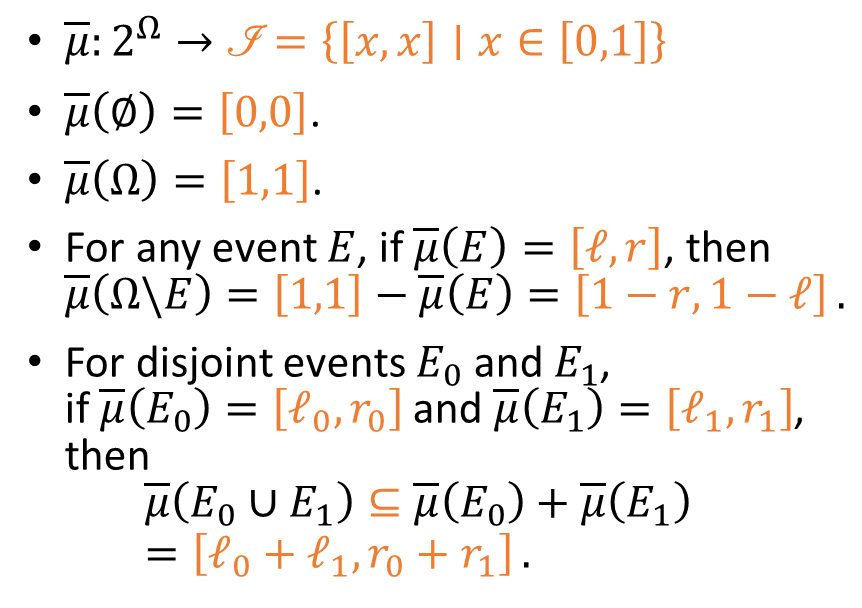 • μ̅: 2^Ω → ℐ = {[x, x] | x ∈ [0,1]}
• μ̅(∅) = [0,0].
• μ̅(Ω) = [1,1].
• For any event E, if μ̅(E) = [ℓ, r], then
μ̅(Ω\E) = [1,1] − μ̅(E) = [1 − r, 1 − ℓ] .
• For disjoint events E₀ and E₁,
if μ̅(E₀) = [ℓ₀, r₀] and μ̅(E₁) = [ℓ₁, r₁],
then
μ̅(E₀ ∪ E₁) ⊆ μ̅(E₀) + μ̅(E₁)
= [ℓ₀ + ℓ₁, r₀ + r₁] .